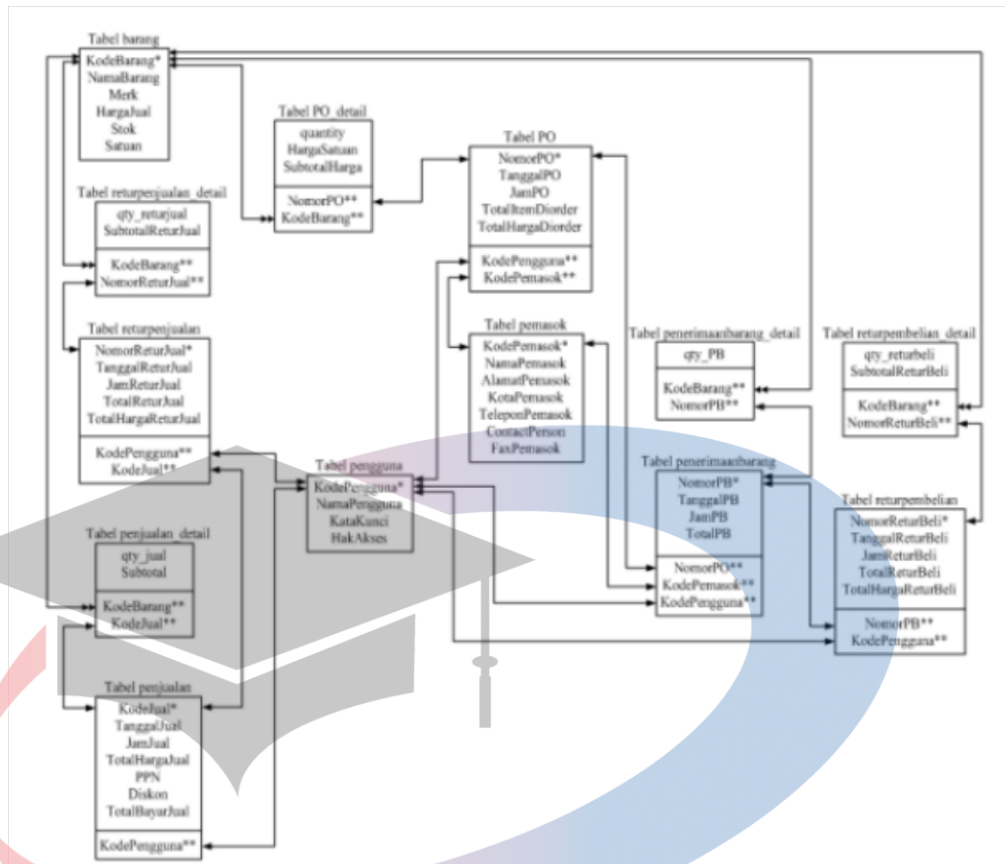 Tabel barang
KodeBarang*
NamaBarang
Merk
HargaJual
Stok
Satuan
Tabel PO_detail
quantity
HargaSatuan
SubtotalHarga
NomorPO**
KodeBarang**
Tabel PO
NomorPO*
TanggalPO
JamPO
TotalItemDiorder
TotalHargaDiorder
KodePengguna**
KodePemasok**
Tabel returpenjualan_detail
qty_returjual
SubtotalReturJual
KodeBarang**
NomorReturJual**
Tabel returpenjualan
NomorReturJual*
TanggalReturJual
JamReturJual
TotalReturJual
TotalHargaReturJual
KodePengguna**
KodeJual**
Tabel pemasok
KodePemasok*
NamaPemasok
AlamatPemasok
KotaPemasok
TeleponPemasok
ContactPerson
FaxPemasok
Tabel penerimaanbarang_detail
qty_PB
KodeBarang**
NomorPB**
Tabel returpembelian_detail
qty_returbeli
SubtotalReturBeli
KodeBarang**
NomorReturBeli**
Tabel pengguna
KodePengguna*
NamaPengguna
KataKunci
HakAkses
Tabel penerimaanbarang
NomorPB*
TanggalPB
JamPB
TotalPB
NomorPO**
KodePemasok**
KodePengguna**
Tabel returpembelian
NomorReturBeli*
TanggalReturBeli
JamReturBeli
TotalReturBeli
TotalHargaReturBeli
NomorPB**
KodePengguna**
Tabel penjualan_detail
qty_jual
Subtotal
KodeBarang**
KodeJual**
Tabel penjualan
KodeJual*
TanggalJual
JamJual
TotalHargaJual
PPN
Diskon
TotalBayarJual
KodePengguna**